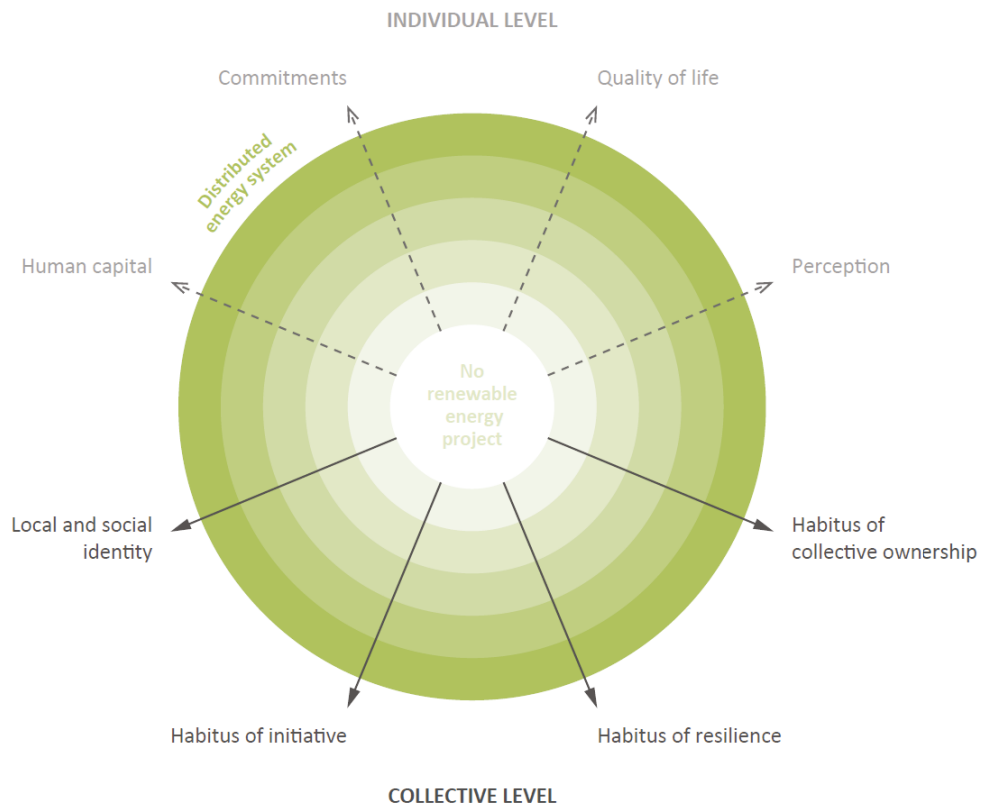 INDIVIDUAL LEVEL
Commitments
Quality of life
Distributed
energy system
Human capital
Perception
No
renewable
energy
project
Local and social
identity
Habitus of
collective ownership
Habitus of initiative
Habitus of resilience
COLLECTIVE LEVEL